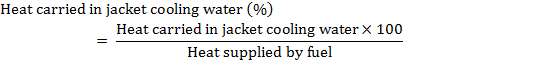 Heat carried in jacket cooling water (%)
= Heat carried in jacket cooling water × 100
Heat supplied by fuel